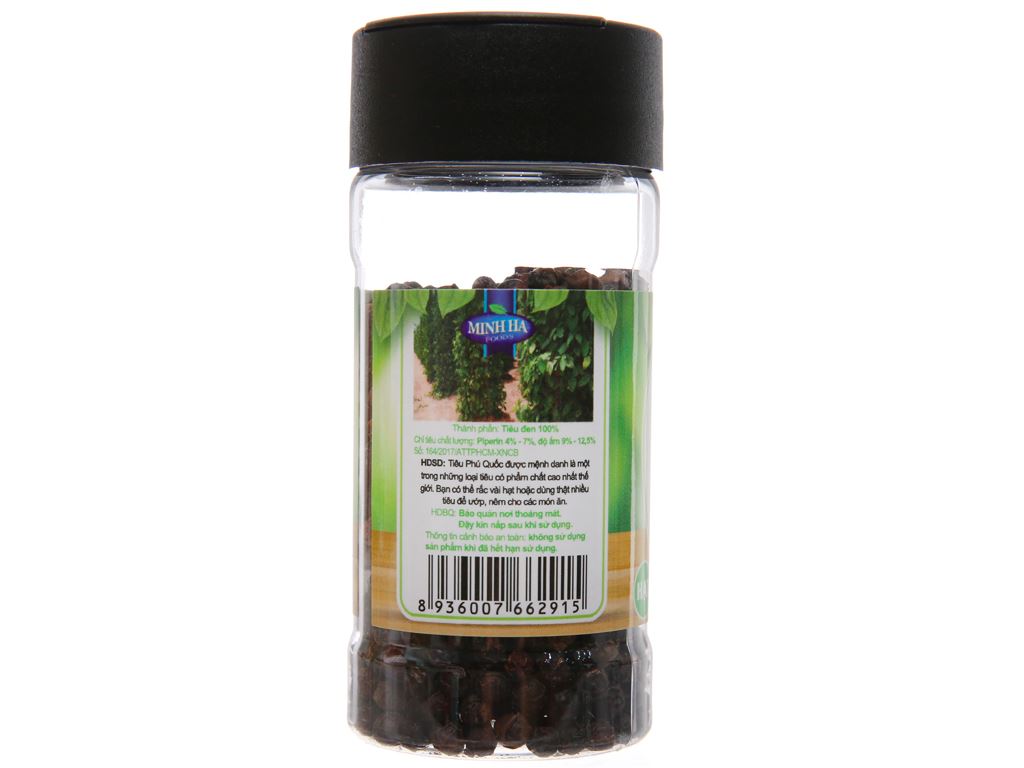 MINH HA
FOODS
Thành phần: Tiêu đen 100%
Chỉ tiêu chất lượng: Piperin 4% - 7%, độ ẩm 9% - 12,5%
Số: 164/2017/ATTPHCM-XNCB
HDSD: Tiêu Phú Quốc được mệnh danh là một
trong những loại tiêu có phẩm chất cao nhất thế
giới. Bạn có thể rắc vài hạt hoặc dùng thật nhiều
tiêu để ướp, nêm cho các món ăn.
HDBQ: Bảo quản nơi thoáng mát.
Đậy kín nắp sau khi sử dụng.
Thông tin cảnh báo an toàn: không sử dụng
sản phẩm khi đã hết hạn sử dụng.
8 936007 662915